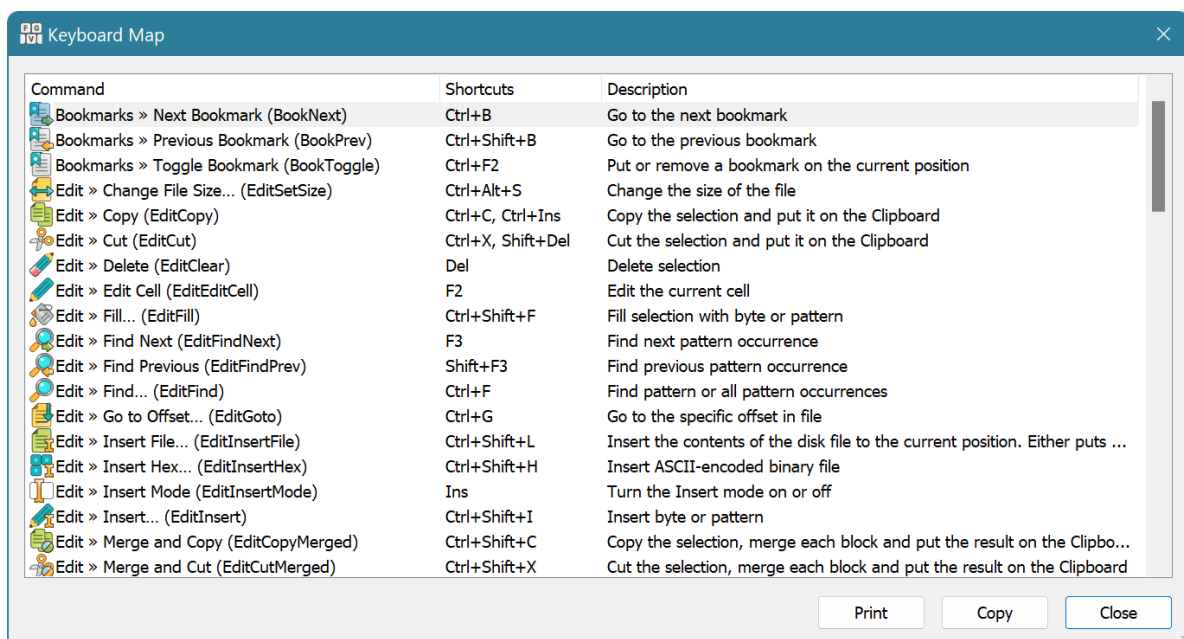 Keyboard Map
Command Shortcuts Description
Bookmarks » Next Bookmark (BookNext) Ctrl+B Go to the next bookmark
Bookmarks » Previous Bookmark (BookPrev) Ctrl+Shift+B Go to the previous bookmark
Bookmarks » Toggle Bookmark (BookToggle) Ctrl+F2 Put or remove a bookmark on the current position
Edit » Change File Size... (EditSetSize) Ctrl+Alt+S Change the size of the file
Edit » Copy (EditCopy) Ctrl+C, Ctrl+Ins Copy the selection and put it on the Clipboard
Edit » Cut (EditCut) Ctrl+X, Shift+Del Cut the selection and put it on the Clipboard
Edit » Delete (EditClear) Del Delete selection
Edit » Edit Cell (EditEditCell) F2 Edit the current cell
Edit » Fill... (EditFill) Ctrl+Shift+F Fill selection with byte or pattern
Edit » Find Next (EditFindNext) F3 Find next pattern occurrence
Edit » Find Previous (EditFindPrev) Shift+F3 Find previous pattern occurrence
Edit » Find... (EditFind) Ctrl+F Find pattern or all pattern occurrences
Edit » Go to Offset... (EditGoto) Ctrl+G Go to the specific offset in file
Edit » Insert File... (EditInsertFile) Ctrl+Shift+L Insert the contents of the disk file to the current position. Either puts ...
Edit » Insert Hex... (EditInsertHex) Ctrl+Shift+H Insert ASCII-encoded binary file
Edit » Insert Mode (EditInsertMode) Ins Turn the Insert mode on or off
Edit » Insert... (EditInsert) Ctrl+Shift+I Insert byte or pattern
Edit » Merge and Copy (EditCopyMerged) Ctrl+Shift+C Copy the selection, merge each block and put the result on the Clipbo...
Edit » Merge and Cut (EditCutMerged) Ctrl+Shift+X Cut the selection, merge each block and put the result on the Clipboard
Print Copy Close